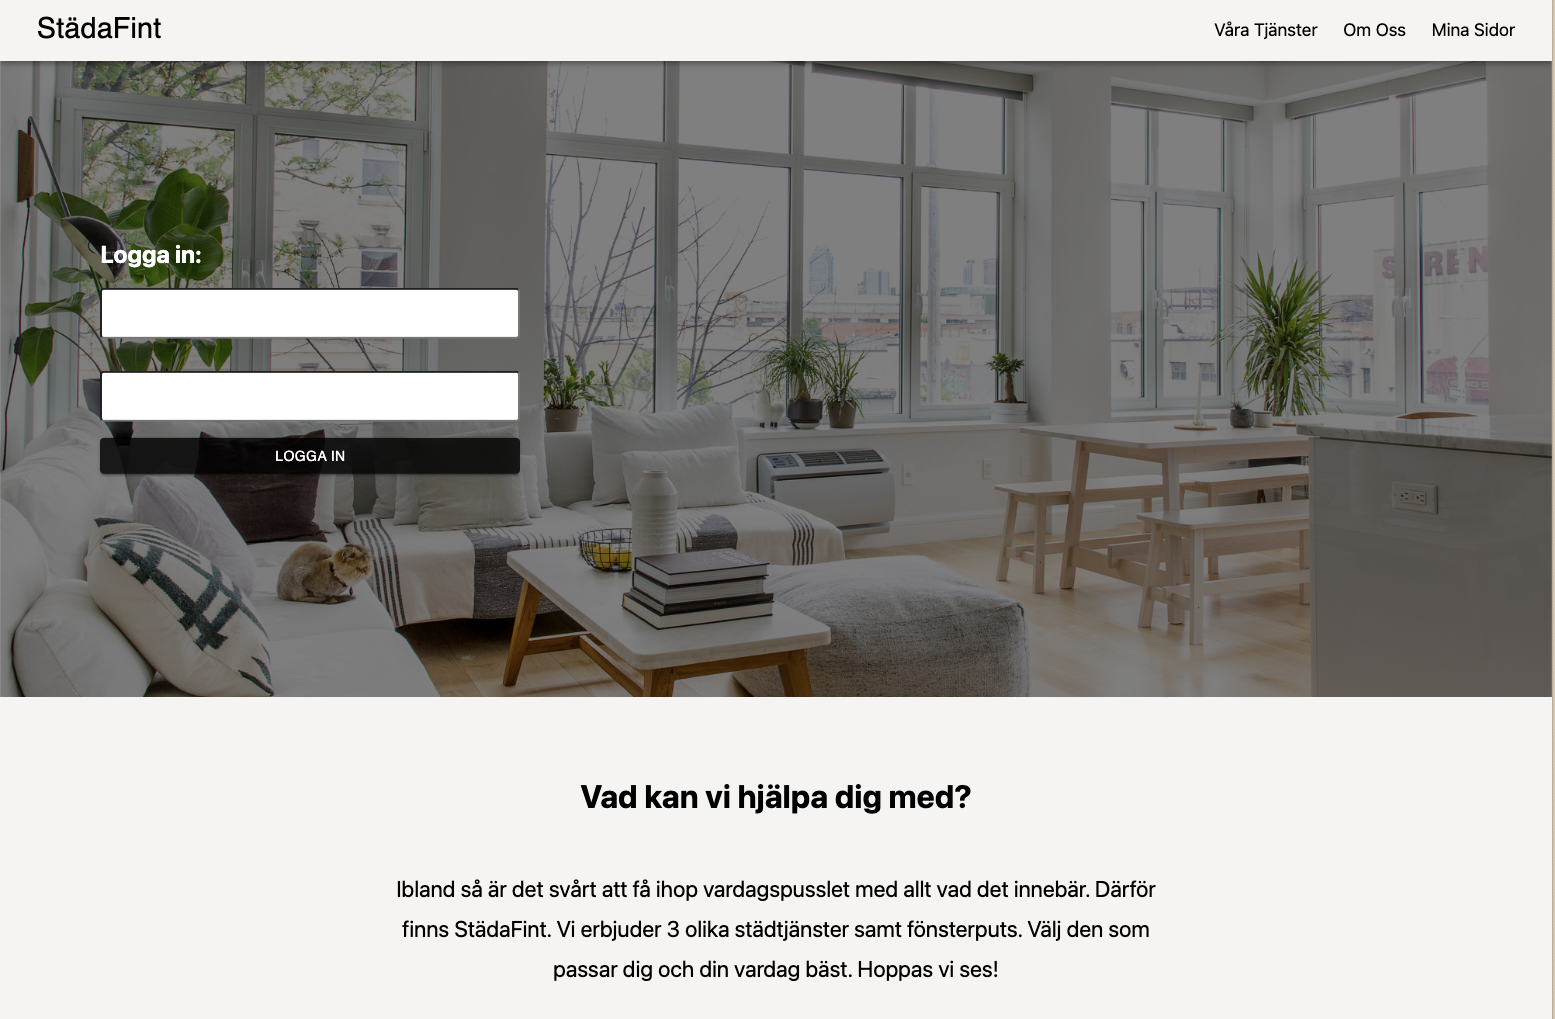 StädaFint
Våra Tjänster Om Oss Mina Sidor
Logga in:
LOGGA IN
Vad kan vi hjälpa dig med?
Ibland så är det svårt att få ihop vardagspusslet med allt vad det innebär. Därför
finns StädaFint. Vi erbjuder 3 olika städtjänster samt fönsterputs. Välj den som
passar dig och din vardag bäst. Hoppas vi ses!